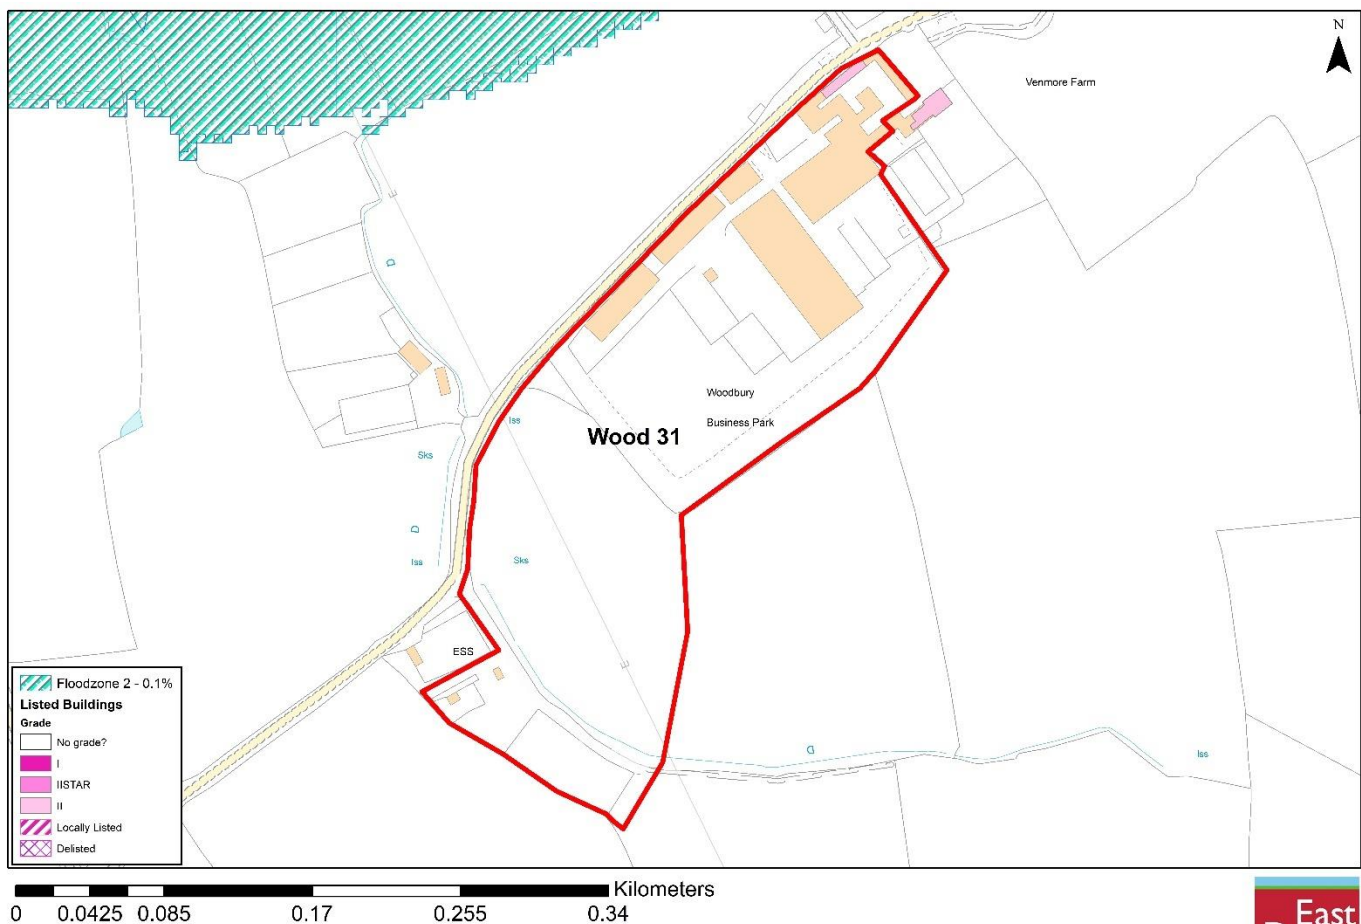 N
Venmore Farm
E
D
Woodbury
Iss
Wood 31
Business Park
Sks
D
Iss
Sks
ESS
E
D
Iss
Floodzone 2 - 0.1%
Listed Buildings
Grade
No grade?
I
IISTAR
II
Locally Listed
Delisted
Kilometers
0 0.0425 0.085 0.17 0.255 0.34
East